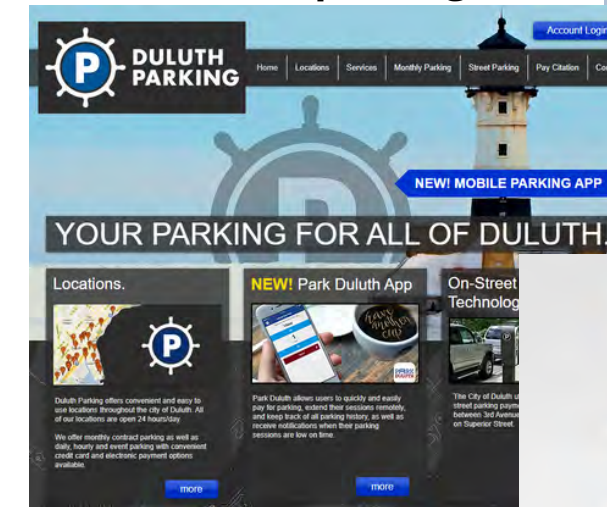 Account Login
DULUTH
PARKING
Home
Locations
Services
Monthly Parking
Street Parking
Pay Citation
NEW! MOBILE PARKING APP
YOUR PARKING FOR ALL OF DULUTH.
Locations.
Duluth Parking offers convenient and easy to
use locations throughout the city of Duluth. All
of our locations are open 24 hours/day
We offer monthly contract parking as well as
daily, hourly and event parking with convenient
credit card and electronic payment options
available.
more
NEW! Park Duluth App
Park Duluth allows users to quickly and easily
pay for parking, extend their sessions remotely,
and keep track of all parking history, as well as
receive notifications when their parking
sessions are low on time.
more
On-Street
The City of Duluth
street parking
between 3rd
on Superior Street